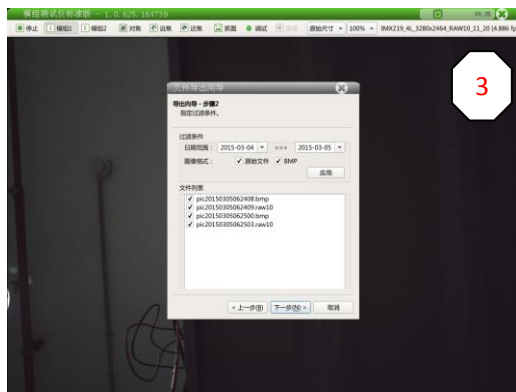 模组测试仪标准版 - 1.0.625.164739
停止 模组1 模组2 对焦 远焦 近焦 抓图 调试 原始尺寸 100% IMX219_4L_3280x2464_RAW10_11_20 (4.886 fp
3
文件导出向导
导出向导 - 步骤2
指定过滤条件。
过滤条件
日期范围: 2015-03-04 ==> 2015-03-05
图像格式: 原始文件 BMP
应用
文件列表
pic20150305062408.bmp
pic20150305062409.raw10
pic20150305062500.bmp
pic20150305062503.raw10
< 上一步(B) 下一步(N) > 取消